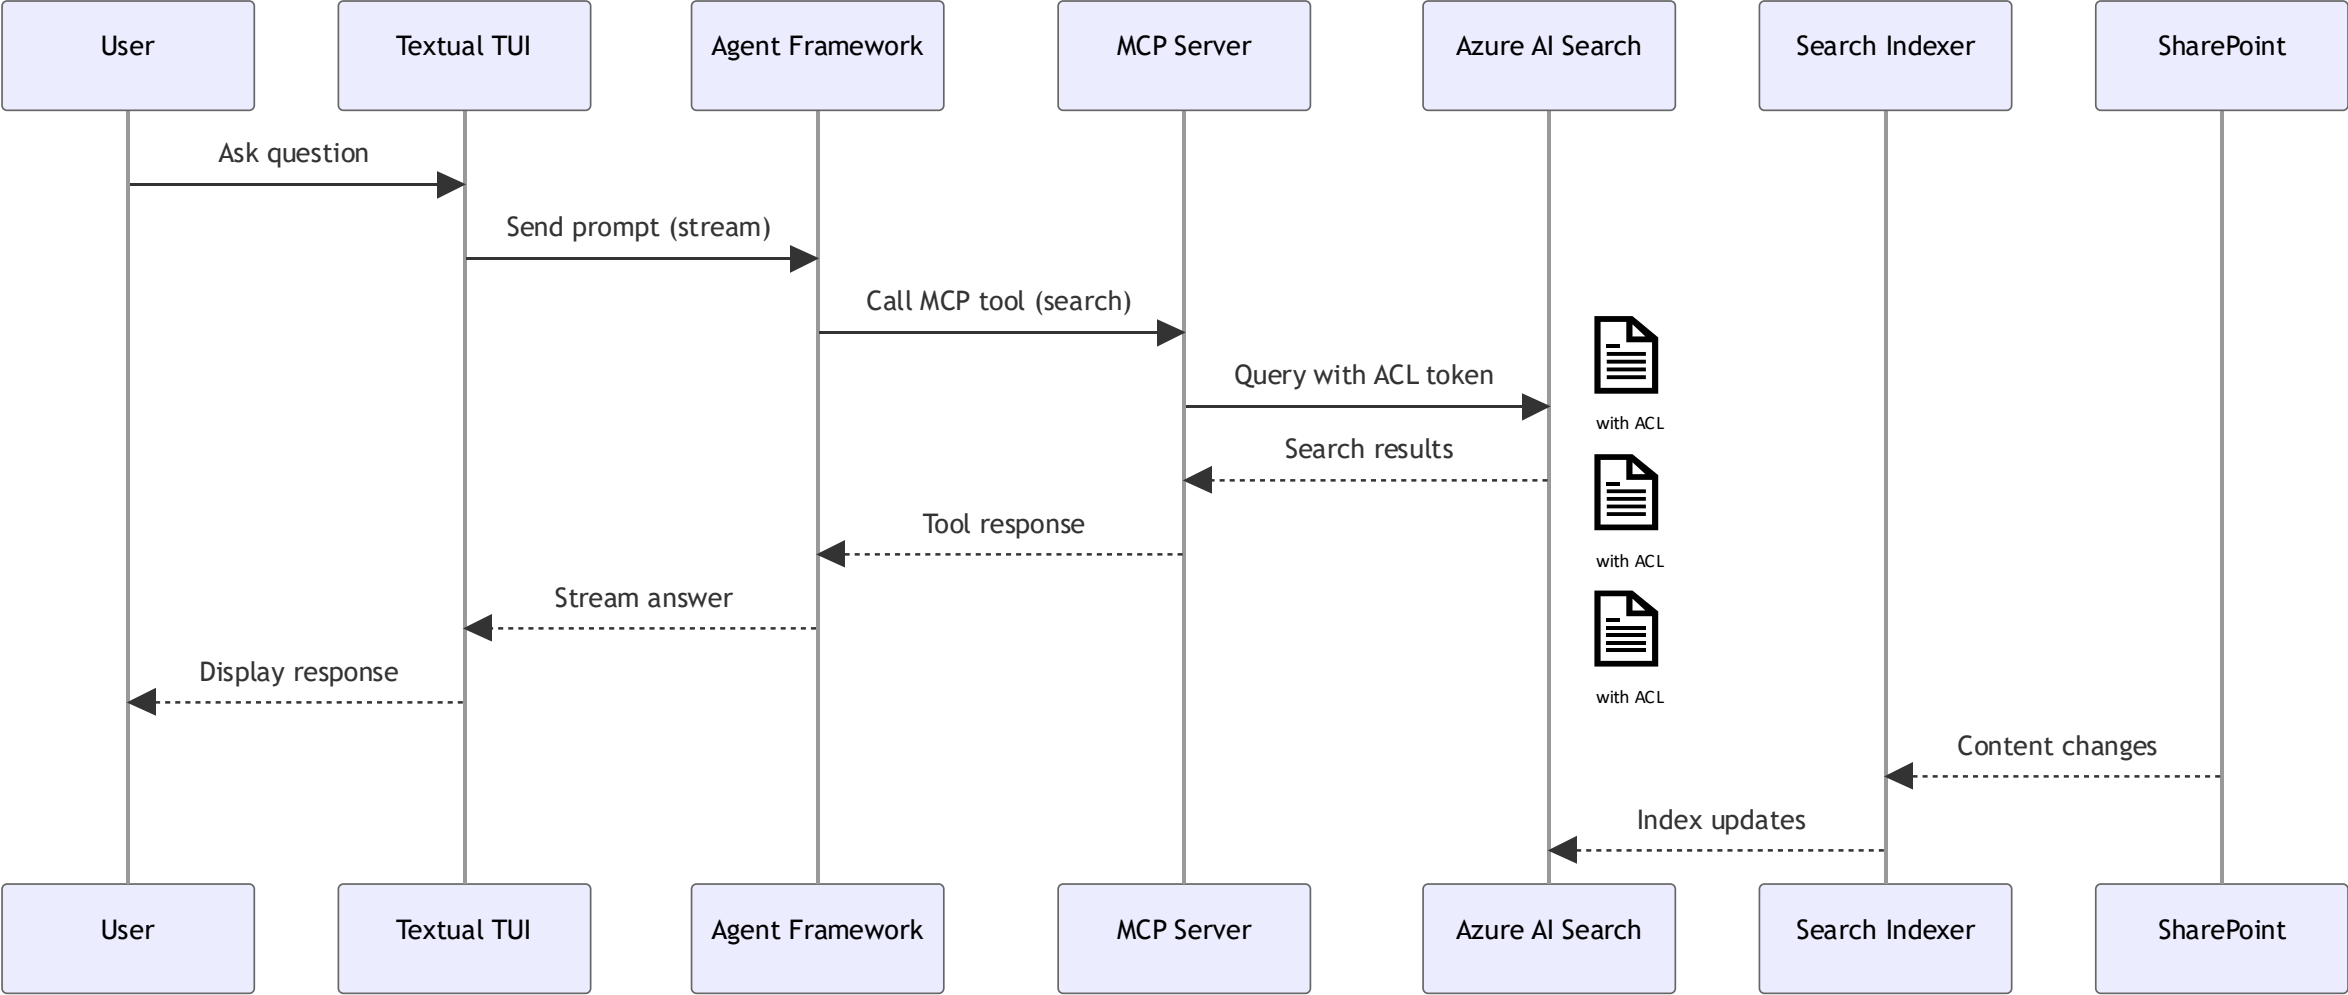 User
Textual TUI
Agent Framework
MCP Server
Azure AI Search
Search Indexer
SharePoint
Ask question
Send prompt (stream)
Call MCP tool (search)
Query with ACL token
with ACL
Search results
Tool response
with ACL
Stream answer
Display response
with ACL
Content changes
Index updates
User
Textual TUI
Agent Framework
MCP Server
Azure AI Search
Search Indexer
SharePoint